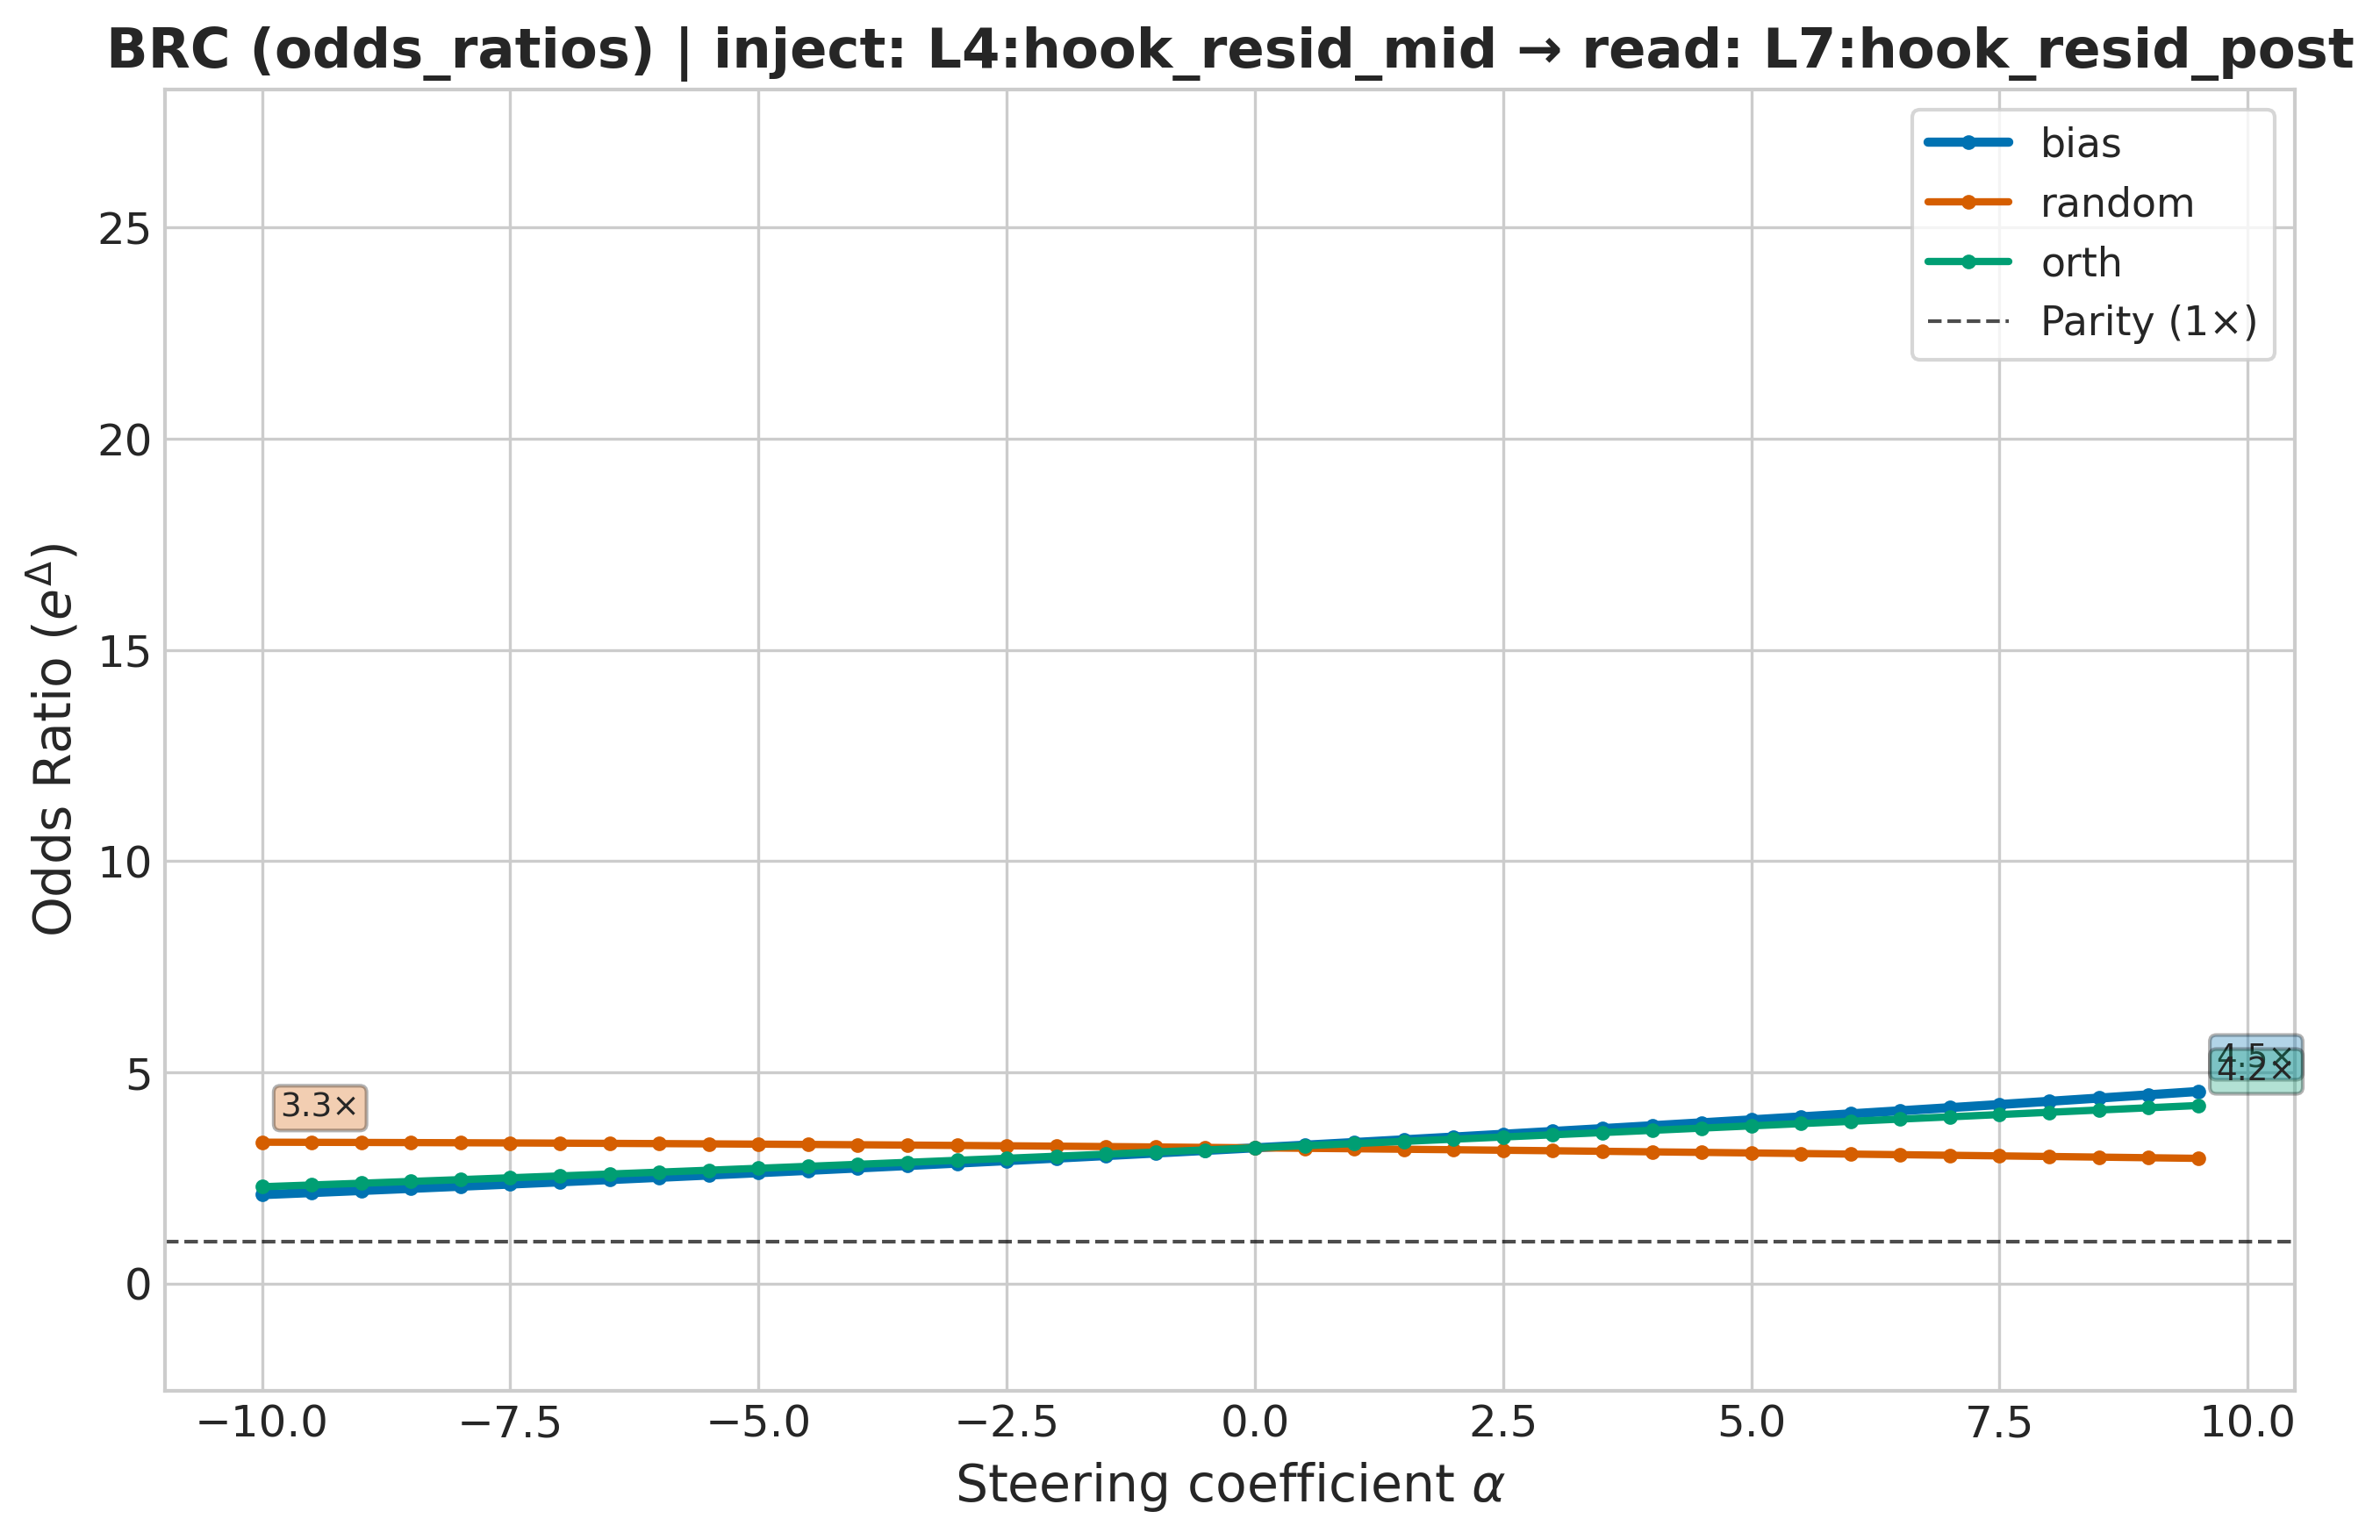 BRC (odds_ratios) | inject: L4:hook_resid_mid → read: L7:hook_resid_post
bias
random
orth
Parity (1×)
25
20
15
10
5
0
Odds Ratio (e^Δ)
3.3×
4.5×
4.2×
−10.0 −7.5 −5.0 −2.5 0.0 2.5 5.0 7.5 10.0
Steering coefficient α